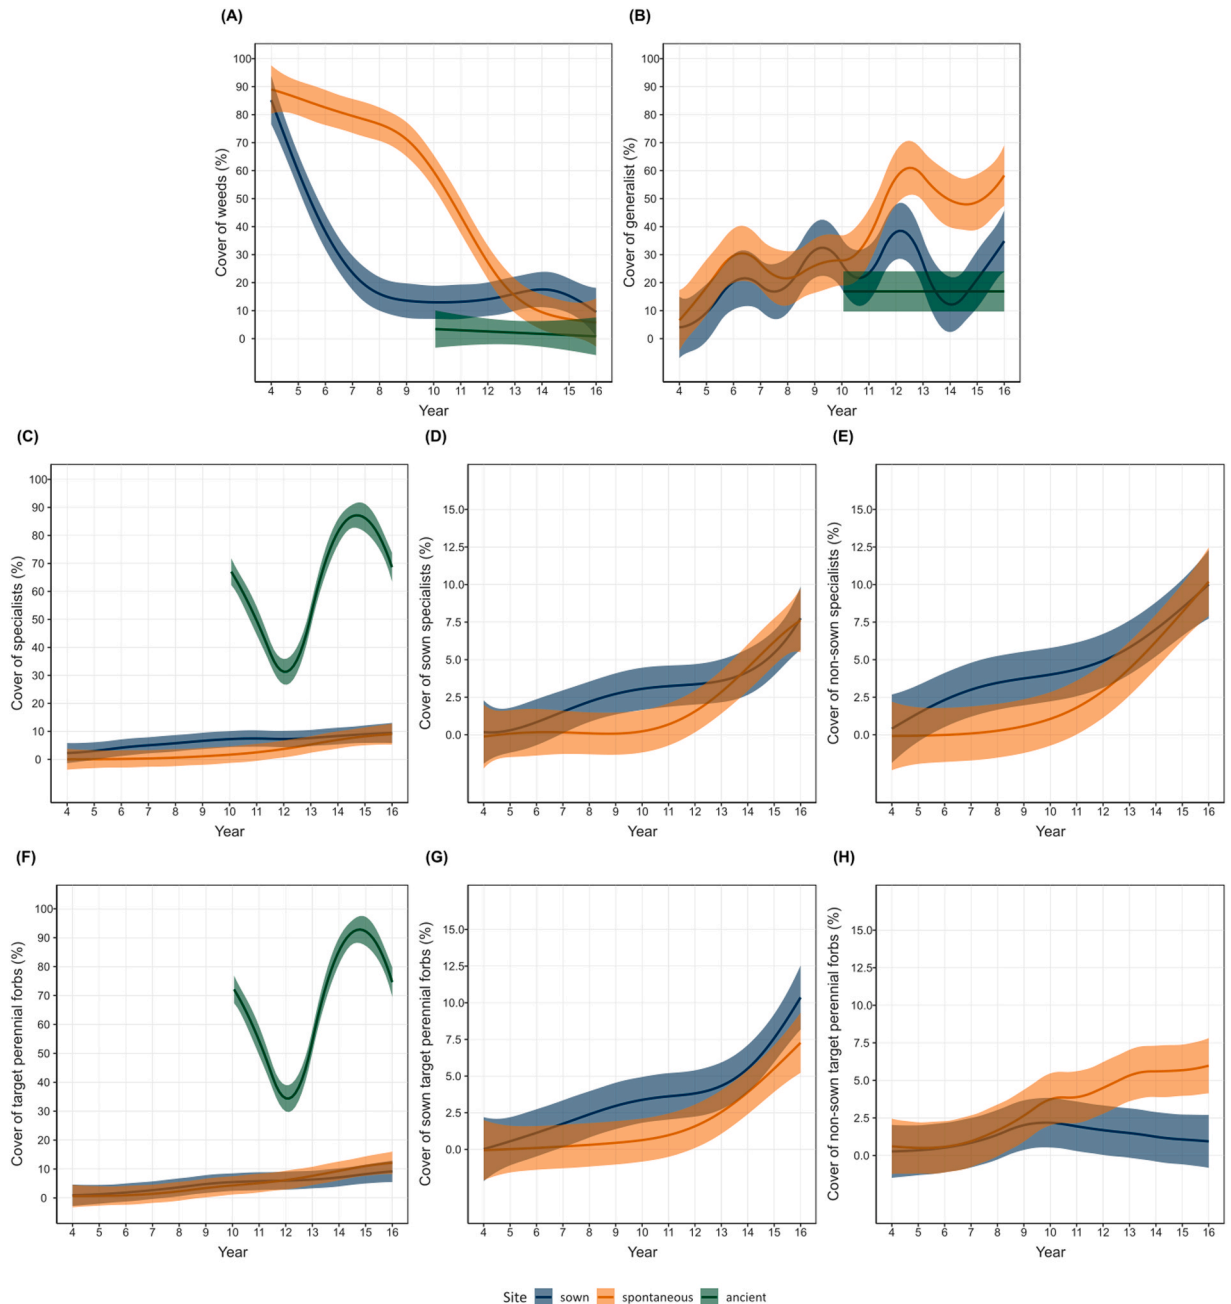 (A)
Cover of weeds (%)
100
90
80
70
60
50
40
30
20
10
0
4 5 6 7 8 9 10 11 12 13 14 15 16
Year
(B)
Cover of generalist (%)
100
90
80
70
60
50
40
30
20
10
0
4 5 6 7 8 9 10 11 12 13 14 15 16
Year
(C)
Cover of specialists (%)
100
90
80
70
60
50
40
30
20
10
0
4 5 6 7 8 9 10 11 12 13 14 15 16
Year
(D)
Cover of sown specialists (%)
15.0
12.5
10.0
7.5
5.0
2.5
0.0
4 5 6 7 8 9 10 11 12 13 14 15 16
Year
(E)
Cover of non-sown specialists (%)
15.0
12.5
10.0
7.5
5.0
2.5
0.0
4 5 6 7 8 9 10 11 12 13 14 15 16
Year
(F)
Cover of target perennial forbs (%)
100
90
80
70
60
50
40
30
20
10
0
4 5 6 7 8 9 10 11 12 13 14 15 16
Year
(G)
Cover of sown target perennial forbs (%)
15.0
12.5
10.0
7.5
5.0
2.5
0.0
4 5 6 7 8 9 10 11 12 13 14 15 16
Year
(H)
Cover of non-sown target perennial forbs (%)
15.0
12.5
10.0
7.5
5.0
2.5
0.0
4 5 6 7 8 9 10 11 12 13 14 15 16
Year
Site sown spontaneous ancient